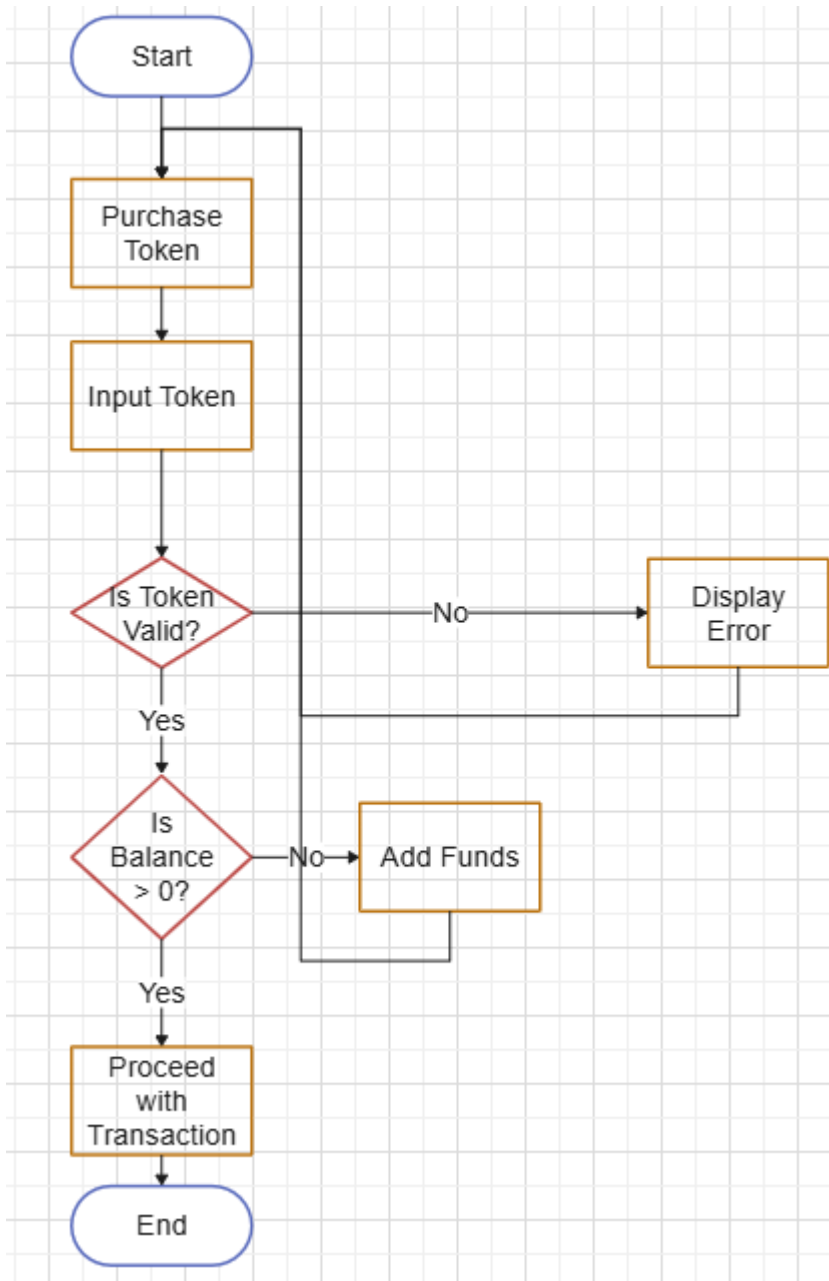 Start
Purchase
Token
Input Token
Is Token
Valid?
No
Display
Error
Yes
Is
Balance
> 0?
No
Add Funds
Yes
Proceed
with
Transaction
End